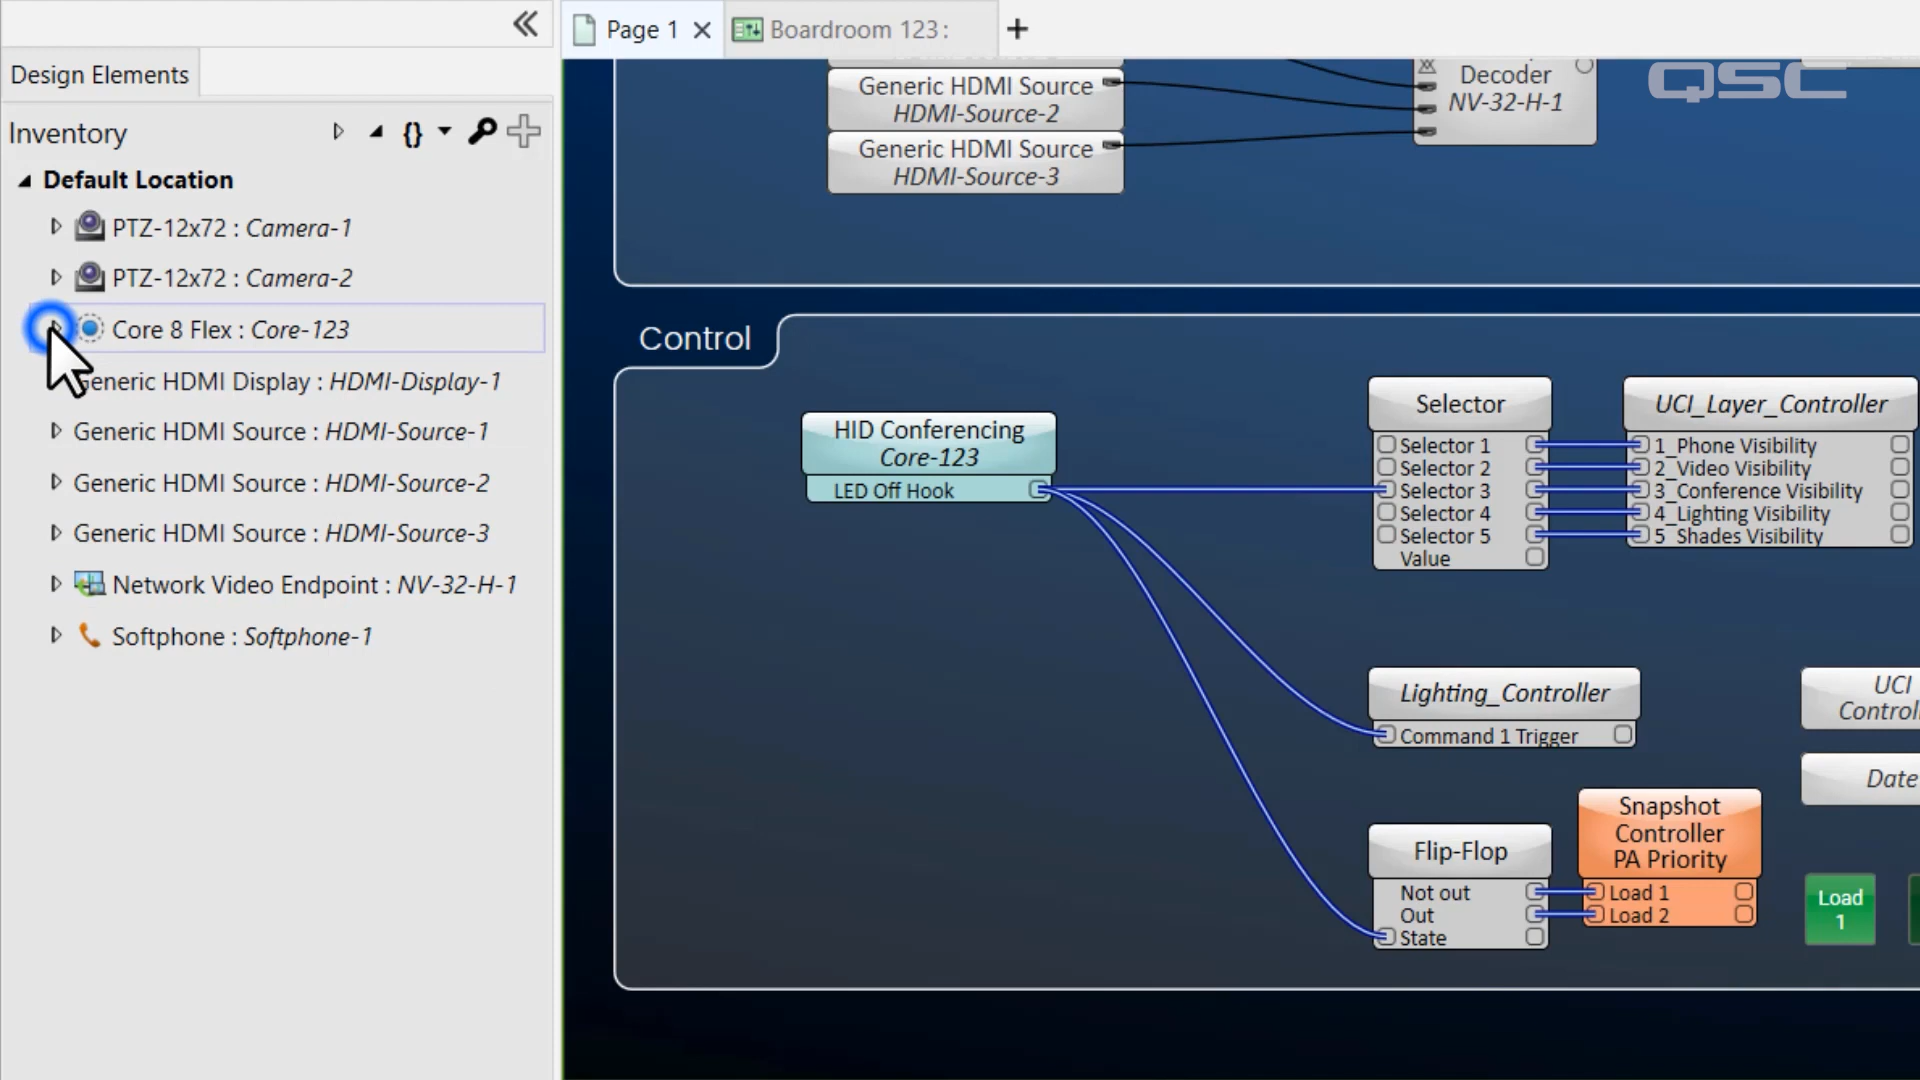 Page 1
Boardroom 123:
Design Elements
Inventory
{}
Default Location
PTZ-12x72 : Camera-1
PTZ-12x72 : Camera-2
Core 8 Flex : Core-123
Generic HDMI Display : HDMI-Display-1
Generic HDMI Source : HDMI-Source-1
Generic HDMI Source : HDMI-Source-2
Generic HDMI Source : HDMI-Source-3
Network Video Endpoint : NV-32-H-1
Softphone : Softphone-1
Generic HDMI Source
HDMI-Source-2
Generic HDMI Source
HDMI-Source-3
Decoder
NV-32-H-1
QSC
Control
HID Conferencing
Core-123
LED Off Hook
Selector
Selector 1
Selector 2
Selector 3
Selector 4
Selector 5
Value
UCI_Layer_Controller
1_Phone Visibility
2_Video Visibility
3_Conference Visibility
4_Lighting Visibility
5_Shades Visibility
Lighting_Controller
Command 1 Trigger
UCI
Control
Date
Flip-Flop
Not out
Out
State
Snapshot
Controller
PA Priority
Load 1
Load 2
Load
1